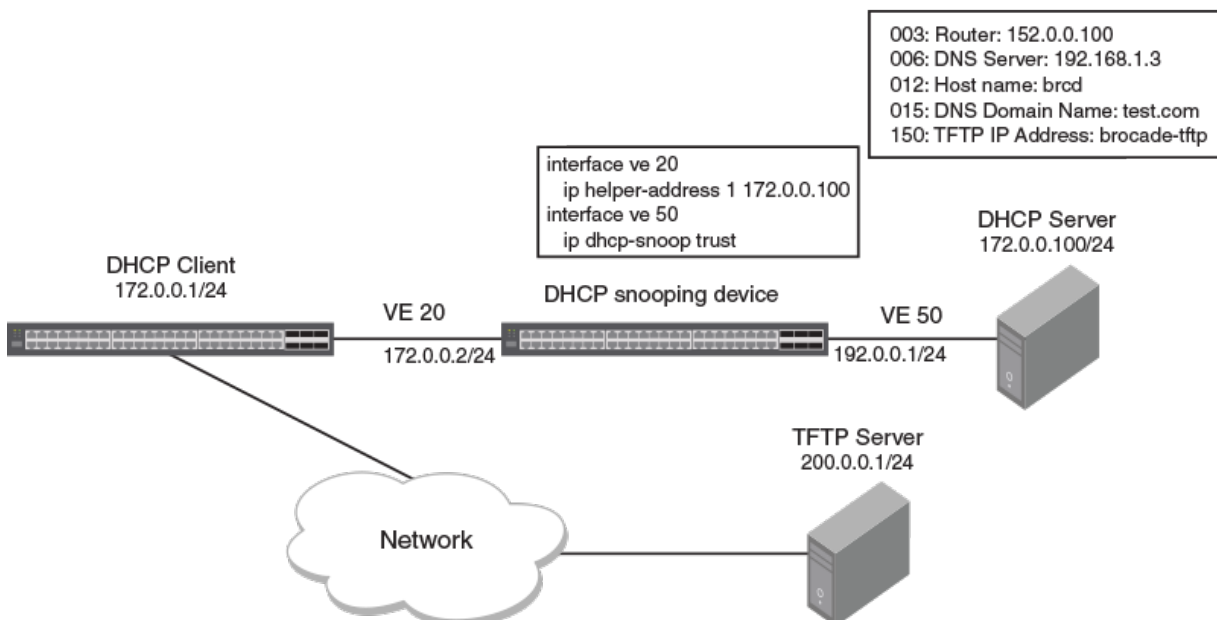 003: Router: 152.0.0.100
006: DNS Server: 192.168.1.3
012: Host name: brcd
015: DNS Domain Name: test.com
150: TFTP IP Address: brocade-tftp
interface ve 20
ip helper-address 1 172.0.0.100
interface ve 50
ip dhcp-snoop trust
DHCP Server
172.0.0.100/24
DHCP Client
172.0.0.1/24
DHCP snooping device
VE 20
VE 50
172.0.0.2/24
192.0.0.1/24
TFTP Server
200.0.0.1/24
Network